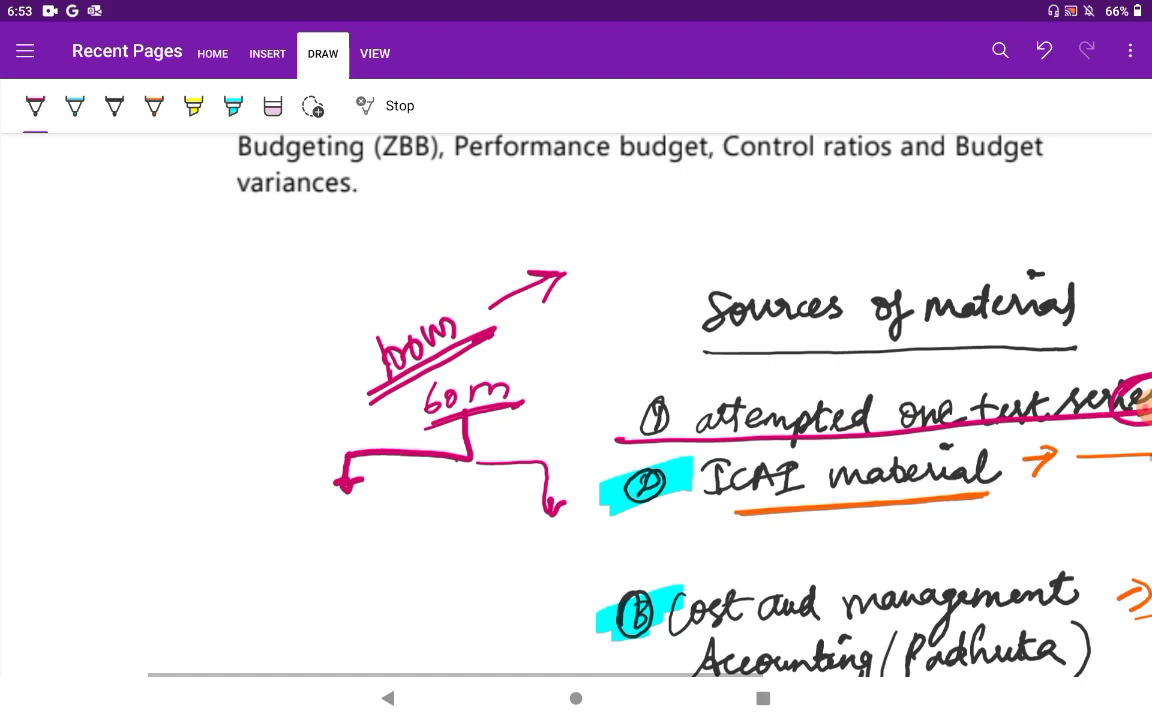 6:53 G 66%
Recent Pages HOME INSERT DRAW VIEW
Stop
Budgeting (ZBB), Performance budget, Control ratios and Budget
variances.
Sources of material
100m
60m
① attempted one test series
② ICAI material
Cost and management
Accounting/(Padhuka)